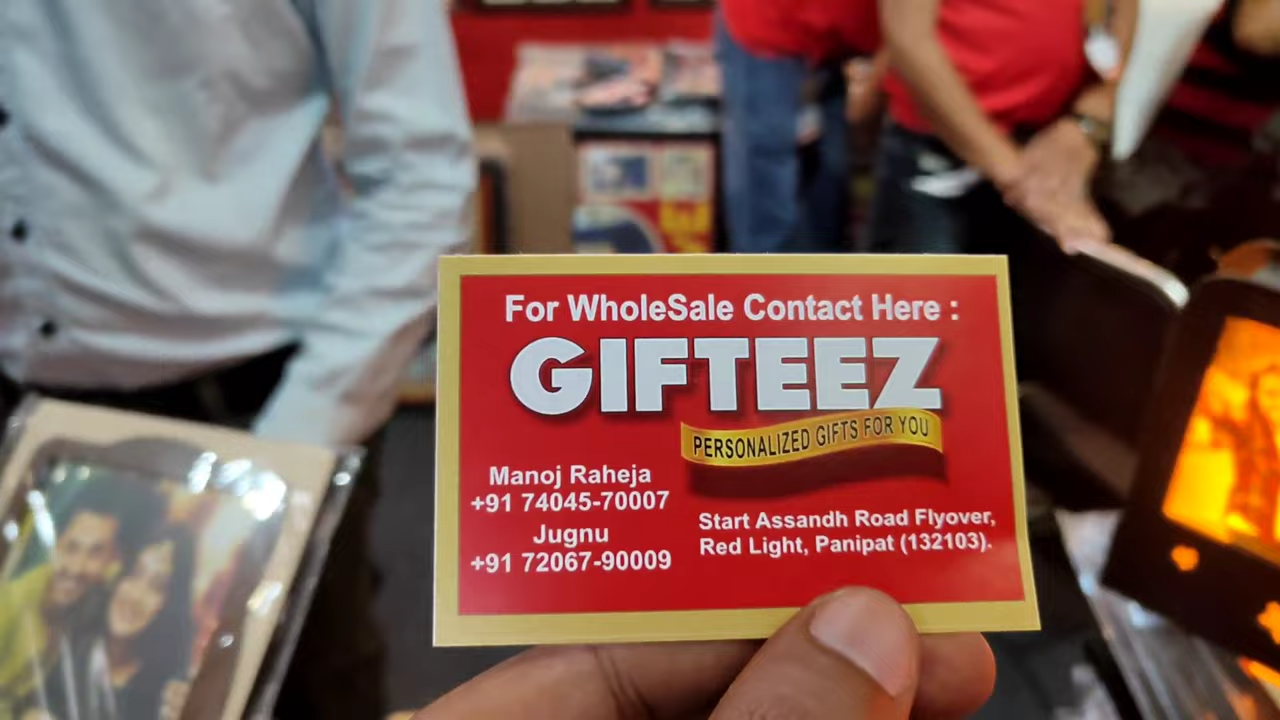 For WholeSale Contact Here :
GIFTEEZ
PERSONALIZED GIFTS FOR YOU
Manoj Raheja
+91 74045-70007
Jugnu
+91 72067-90009
Start Assandh Road Flyover,
Red Light, Panipat (132103).